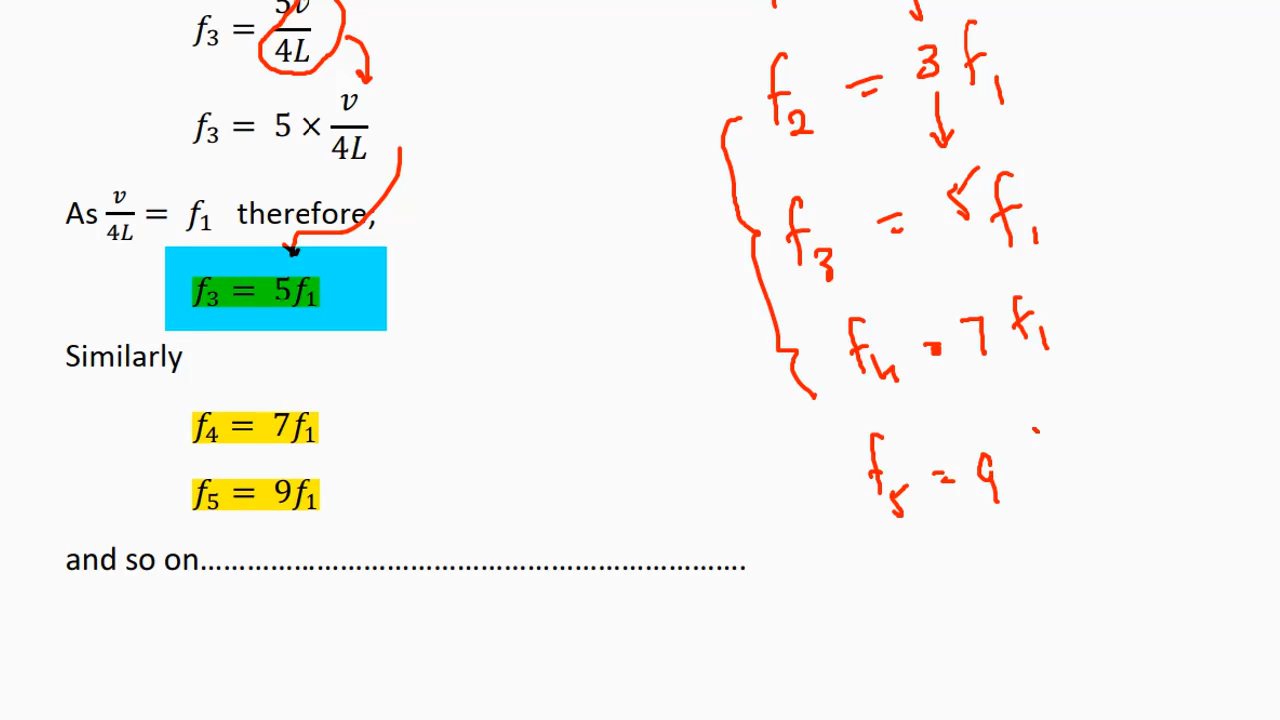 f₃ = 5v/4L
f₃ = 5 × v/4L
As v/4L = f₁ therefore,
f₃ = 5f₁
Similarly
f₄ = 7f₁
f₅ = 9f₁
and so on……………………………………………………………….
f₂ = 3f₁
f₃ = 5f₁
f₄ = 7f₁
f₅ = 9